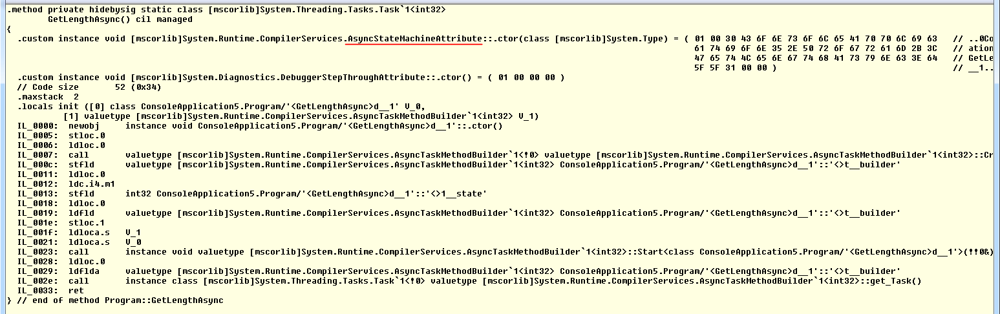 .method private hidebysig static class [mscorlib]System.Threading.Tasks.Task`1<int32>
        GetLengthAsync() cil managed
{
  .custom instance void [mscorlib]System.Runtime.CompilerServices.AsyncStateMachineAttribute::.ctor(class [mscorlib]System.Type) = ( 01 00 30 43 6F 6E 73 6F 6C 65 41 70 70 6C 69 63   // ..0Co
                                                                                                                                     61 74 69 6F 6E 35 2E 50 72 6F 67 72 61 6D 2B 3C   // ation
                                                                                                                                     47 65 74 4C 65 6E 67 74 68 41 73 79 6E 63 3E 64   // GetLe
                                                                                                                                     5F 5F 31 00 00 )                                  // __1..
  .custom instance void [mscorlib]System.Diagnostics.DebuggerStepThroughAttribute::.ctor() = ( 01 00 00 00 )
  // Code size       52 (0x34)
  .maxstack  2
  .locals init ([0] class ConsoleApplication5.Program/'<GetLengthAsync>d__1' V_0,
           [1] valuetype [mscorlib]System.Runtime.CompilerServices.AsyncTaskMethodBuilder`1<int32> V_1)
  IL_0000:  newobj     instance void ConsoleApplication5.Program/'<GetLengthAsync>d__1'::.ctor()
  IL_0005:  stloc.0
  IL_0006:  ldloc.0
  IL_0007:  call       valuetype [mscorlib]System.Runtime.CompilerServices.AsyncTaskMethodBuilder`1<!0> valuetype [mscorlib]System.Runtime.CompilerServices.AsyncTaskMethodBuilder`1<int32>::Cr
  IL_000c:  stfld      valuetype [mscorlib]System.Runtime.CompilerServices.AsyncTaskMethodBuilder`1<int32> ConsoleApplication5.Program/'<GetLengthAsync>d__1'::'<>t__builder'
  IL_0011:  ldloc.0
  IL_0012:  ldc.i4.m1
  IL_0013:  stfld      int32 ConsoleApplication5.Program/'<GetLengthAsync>d__1'::'<>1__state'
  IL_0018:  ldloc.0
  IL_0019:  ldfld      valuetype [mscorlib]System.Runtime.CompilerServices.AsyncTaskMethodBuilder`1<int32> ConsoleApplication5.Program/'<GetLengthAsync>d__1'::'<>t__builder'
  IL_001e:  stloc.1
  IL_001f:  ldloca.s   V_1
  IL_0021:  ldloca.s   V_0
  IL_0023:  call       instance void valuetype [mscorlib]System.Runtime.CompilerServices.AsyncTaskMethodBuilder`1<int32>::Start<class ConsoleApplication5.Program/'<GetLengthAsync>d__1'>(!!0&)
  IL_0028:  ldloc.0
  IL_0029:  ldflda     valuetype [mscorlib]System.Runtime.CompilerServices.AsyncTaskMethodBuilder`1<int32> ConsoleApplication5.Program/'<GetLengthAsync>d__1'::'<>t__builder'
  IL_002e:  call       instance class [mscorlib]System.Threading.Tasks.Task`1<!0> valuetype [mscorlib]System.Runtime.CompilerServices.AsyncTaskMethodBuilder`1<int32>::get_Task()
  IL_0033:  ret
} // end of method Program::GetLengthAsync